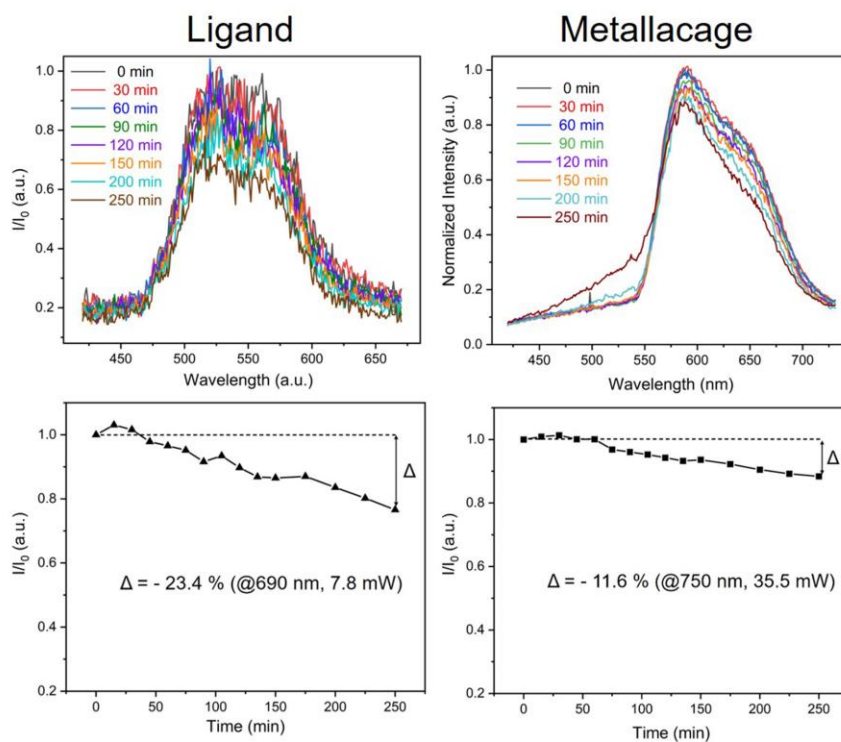 Ligand
Metallacage
0 min
30 min
60 min
90 min
120 min
150 min
200 min
250 min
1.0
0.8
0.6
0.4
0.2
I/I₀ (a.u.)
450 500 550 600 650
Wavelength (a.u.)
0 min
30 min
60 min
90 min
120 min
150 min
200 min
250 min
1.0
0.8
0.6
0.4
0.2
0.0
Normalized Intensity (a.u.)
450 500 550 600 650 700
Wavelength (nm)
1.0
0.8
0.6
0.4
0.2
I/I₀ (a.u.)
Δ
Δ = - 23.4 % (@690 nm, 7.8 mW)
0 50 100 150 200 250
Time (min)
1.0
0.8
0.6
0.4
0.2
I/I₀ (a.u.)
Δ
Δ = - 11.6 % (@750 nm, 35.5 mW)
0 50 100 150 200 250
Time (min)